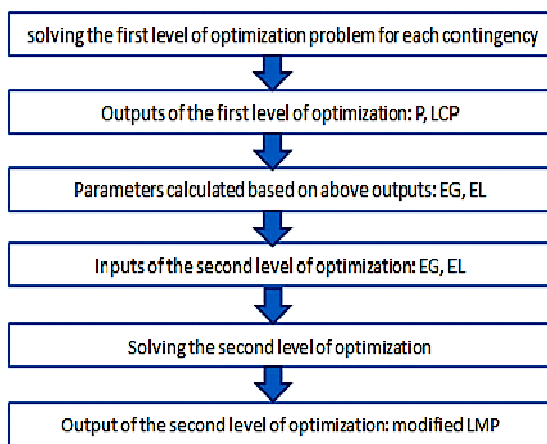 solving the first level of optimization problem for each contingency
Outputs of the first level of optimization: P, LCP
Parameters calculated based on above outputs: EG, EL
Inputs of the second level of optimization: EG, EL
Solving the second level of optimization
Output of the second level of optimization: modified LMP